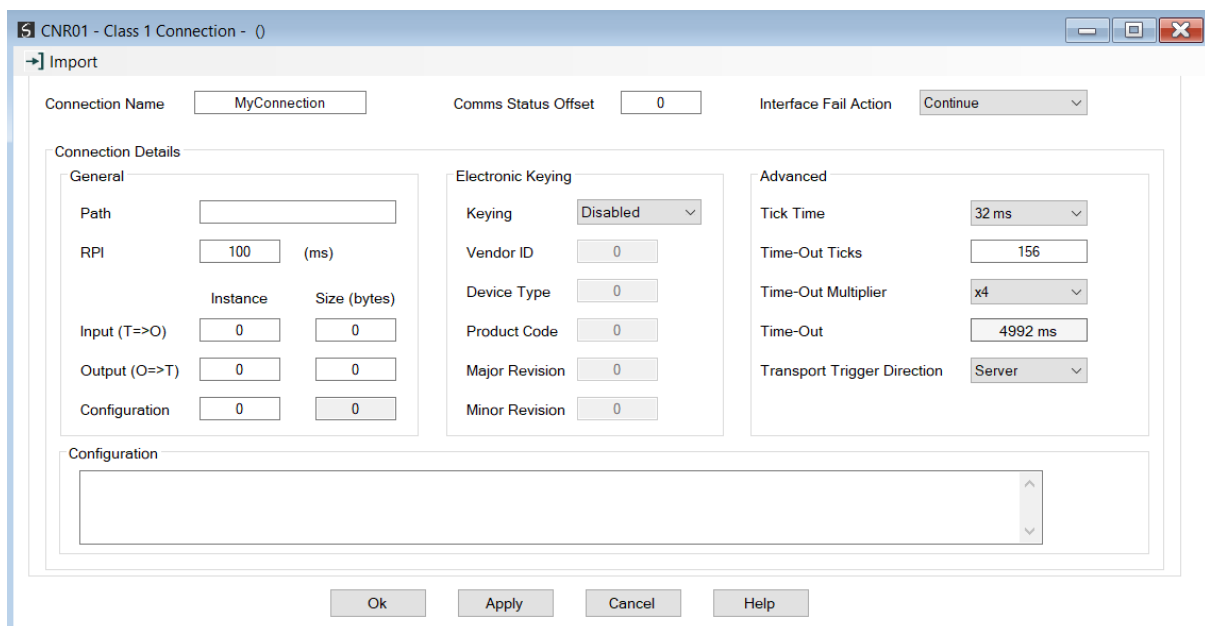 CNR01 - Class 1 Connection - ()
Import
Connection Name MyConnection Comms Status Offset 0 Interface Fail Action Continue
Connection Details
General Electronic Keying Advanced
Path Keying Disabled Tick Time 32 ms
RPI 100 (ms) Vendor ID 0 Time-Out Ticks 156
Instance Size (bytes) Device Type 0 Time-Out Multiplier x4
Input (T=>O) 0 0 Product Code 0 Time-Out 4992 ms
Output (O=>T) 0 0 Major Revision 0 Transport Trigger Direction Server
Configuration 0 0 Minor Revision 0
Configuration
Ok Apply Cancel Help